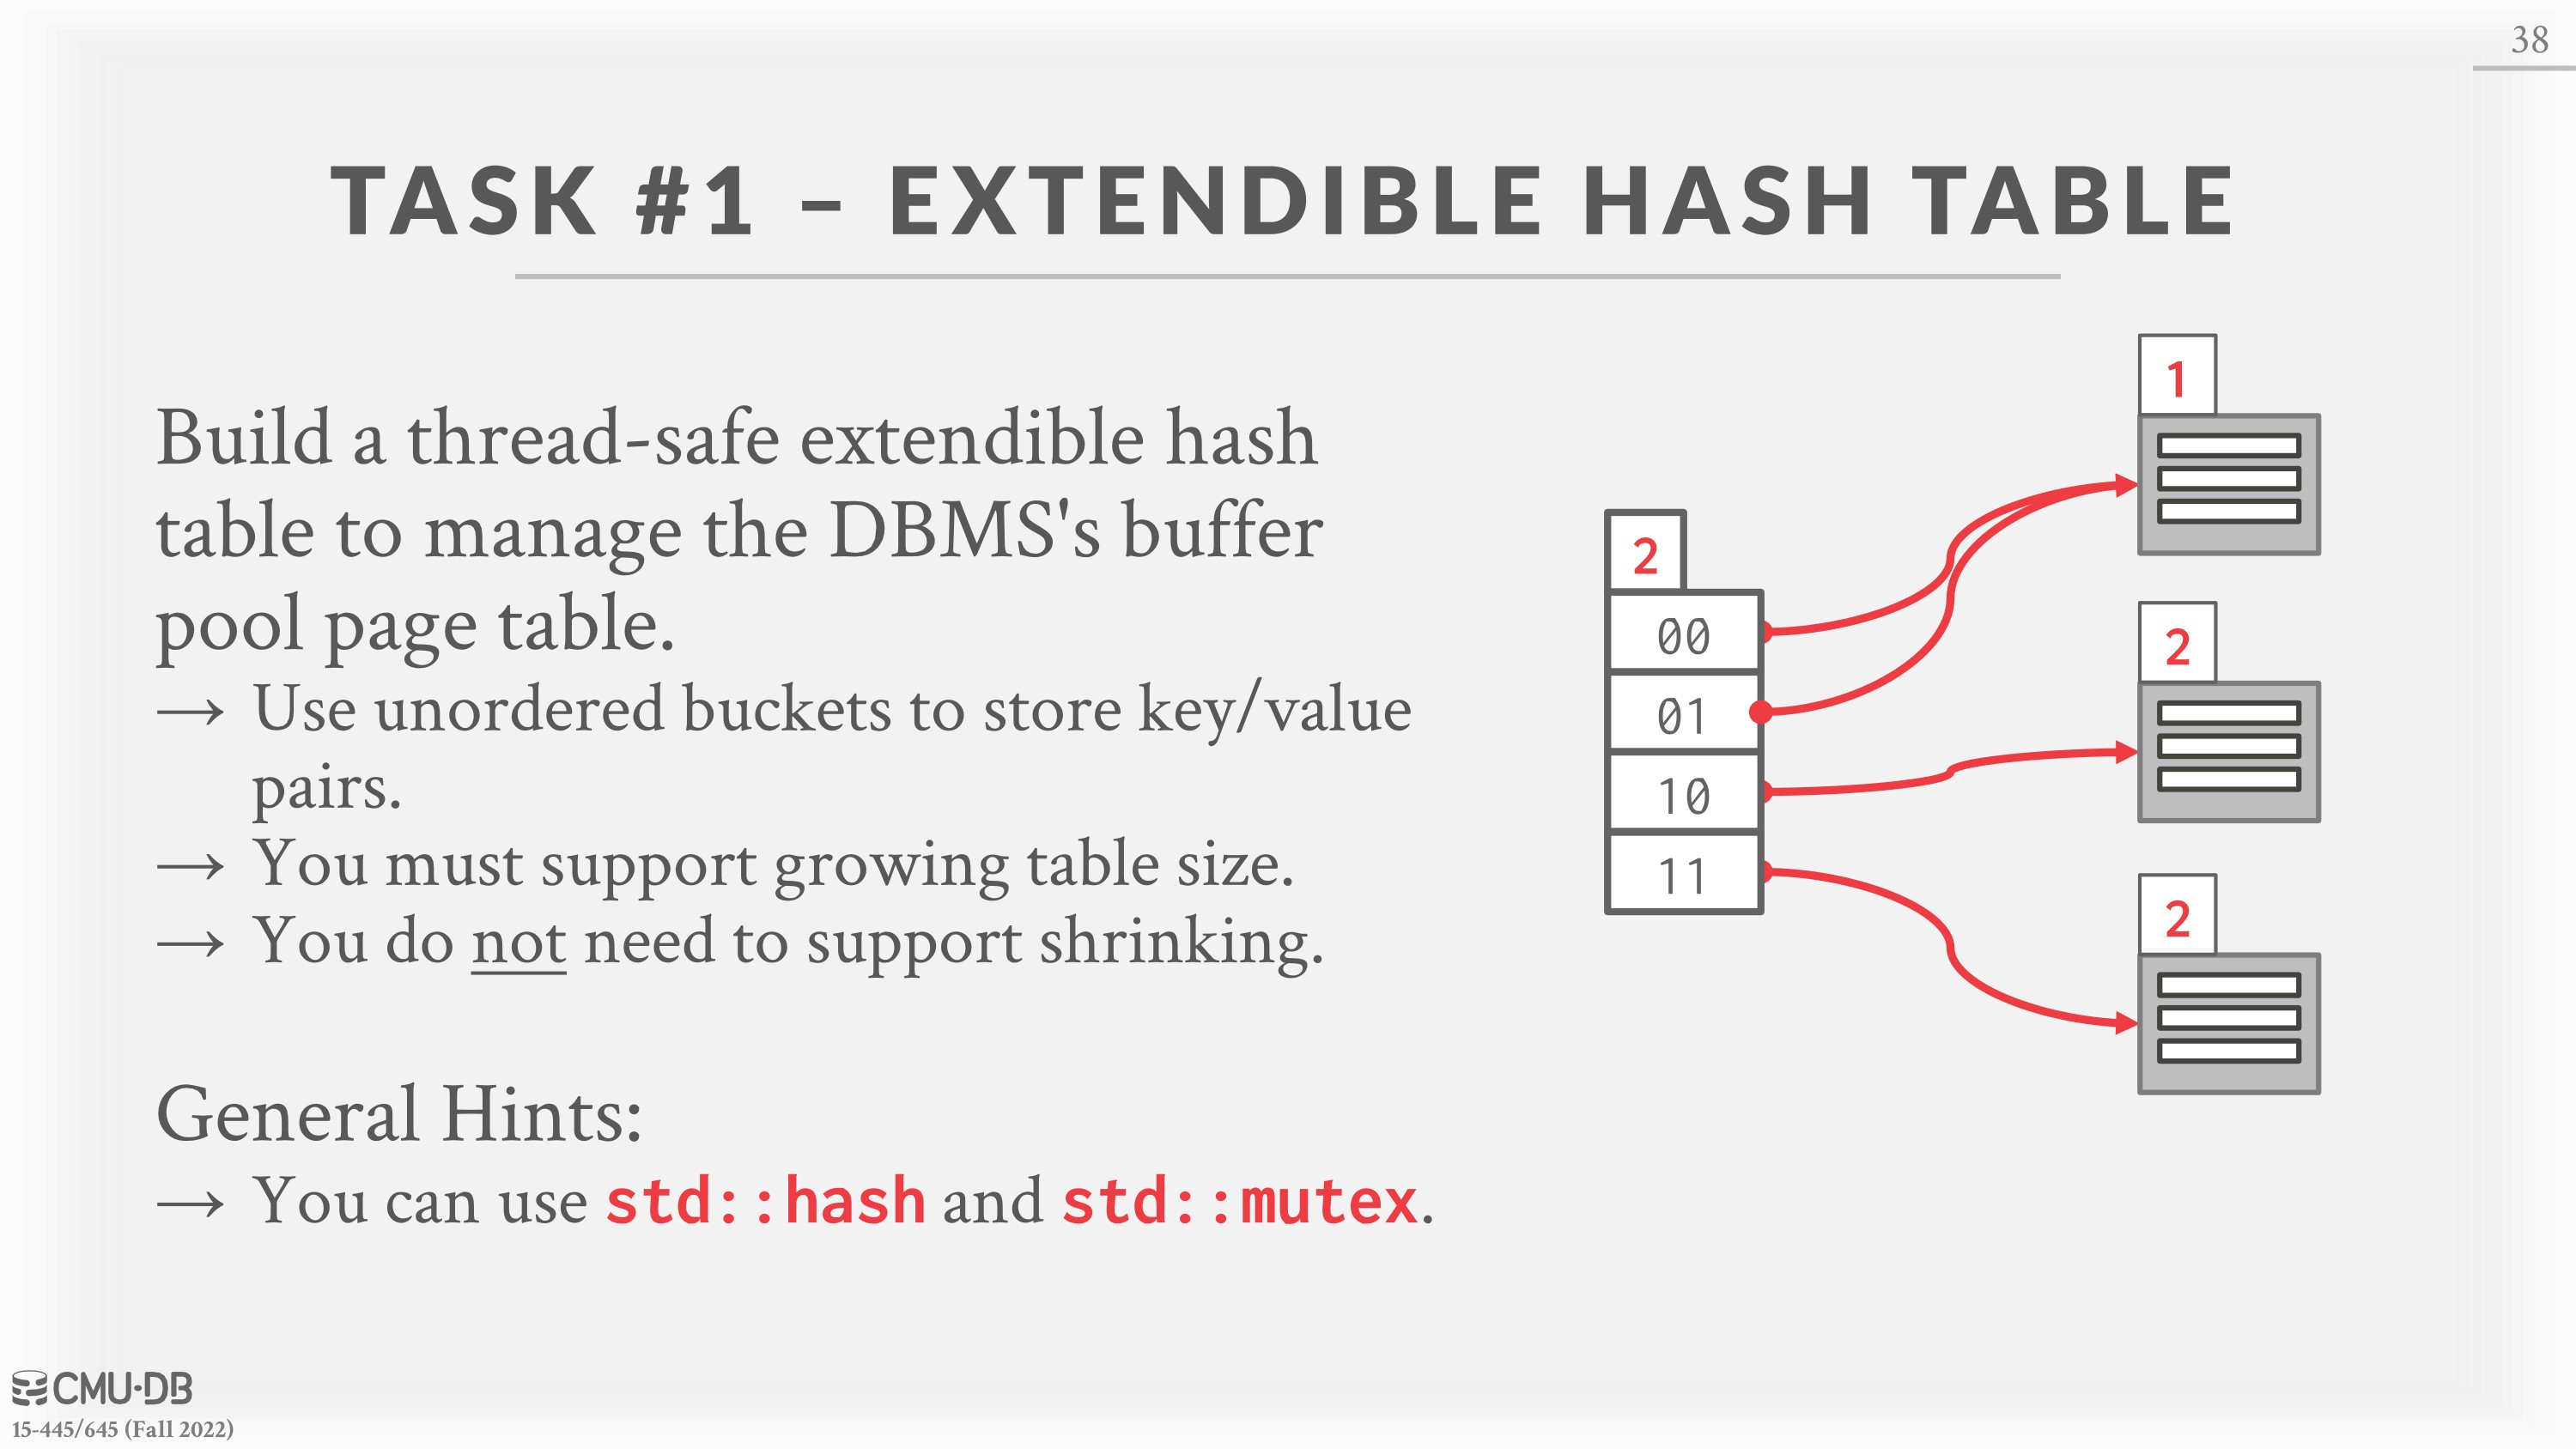 38
TASK #1 – EXTENDIBLE HASH TABLE
Build a thread-safe extendible hash
table to manage the DBMS's buffer
pool page table.
→ Use unordered buckets to store key/value
pairs.
→ You must support growing table size.
→ You do not need to support shrinking.
General Hints:
→ You can use std::hash and std::mutex.
2
00
01
10
11
1
2
2
CMU·DB
15-445/645 (Fall 2022)